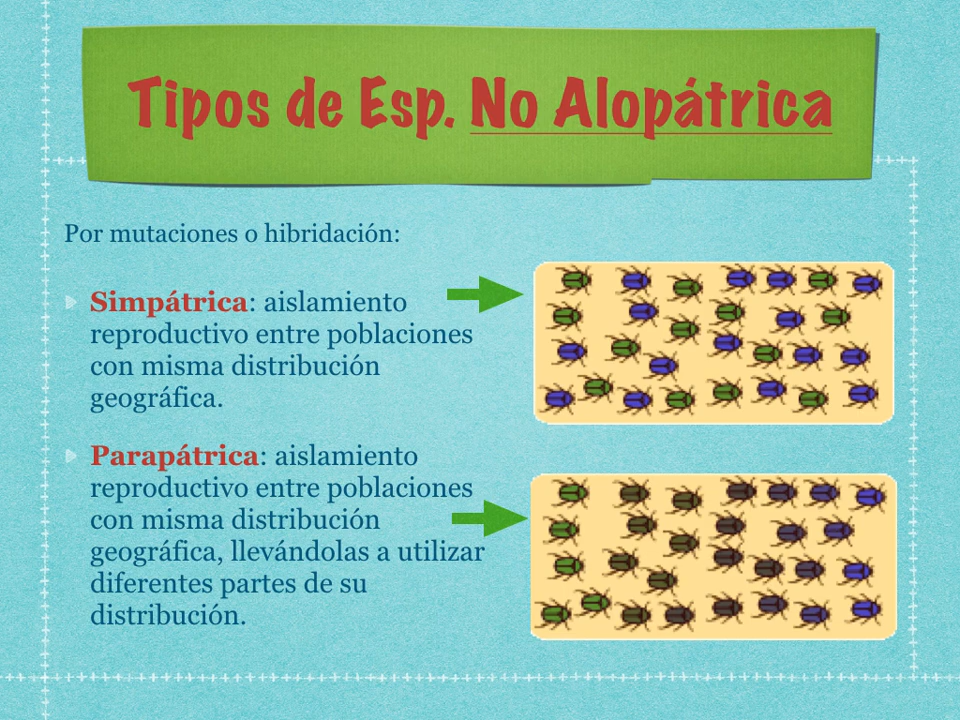 Tipos de Esp. No Alopátrica
Por mutaciones o hibridación:
Simpátrica: aislamiento
reproductivo entre poblaciones
con misma distribución
geográfica.
Parapátrica: aislamiento
reproductivo entre poblaciones
con misma distribución
geográfica, llevándolas a utilizar
diferentes partes de su
distribución.